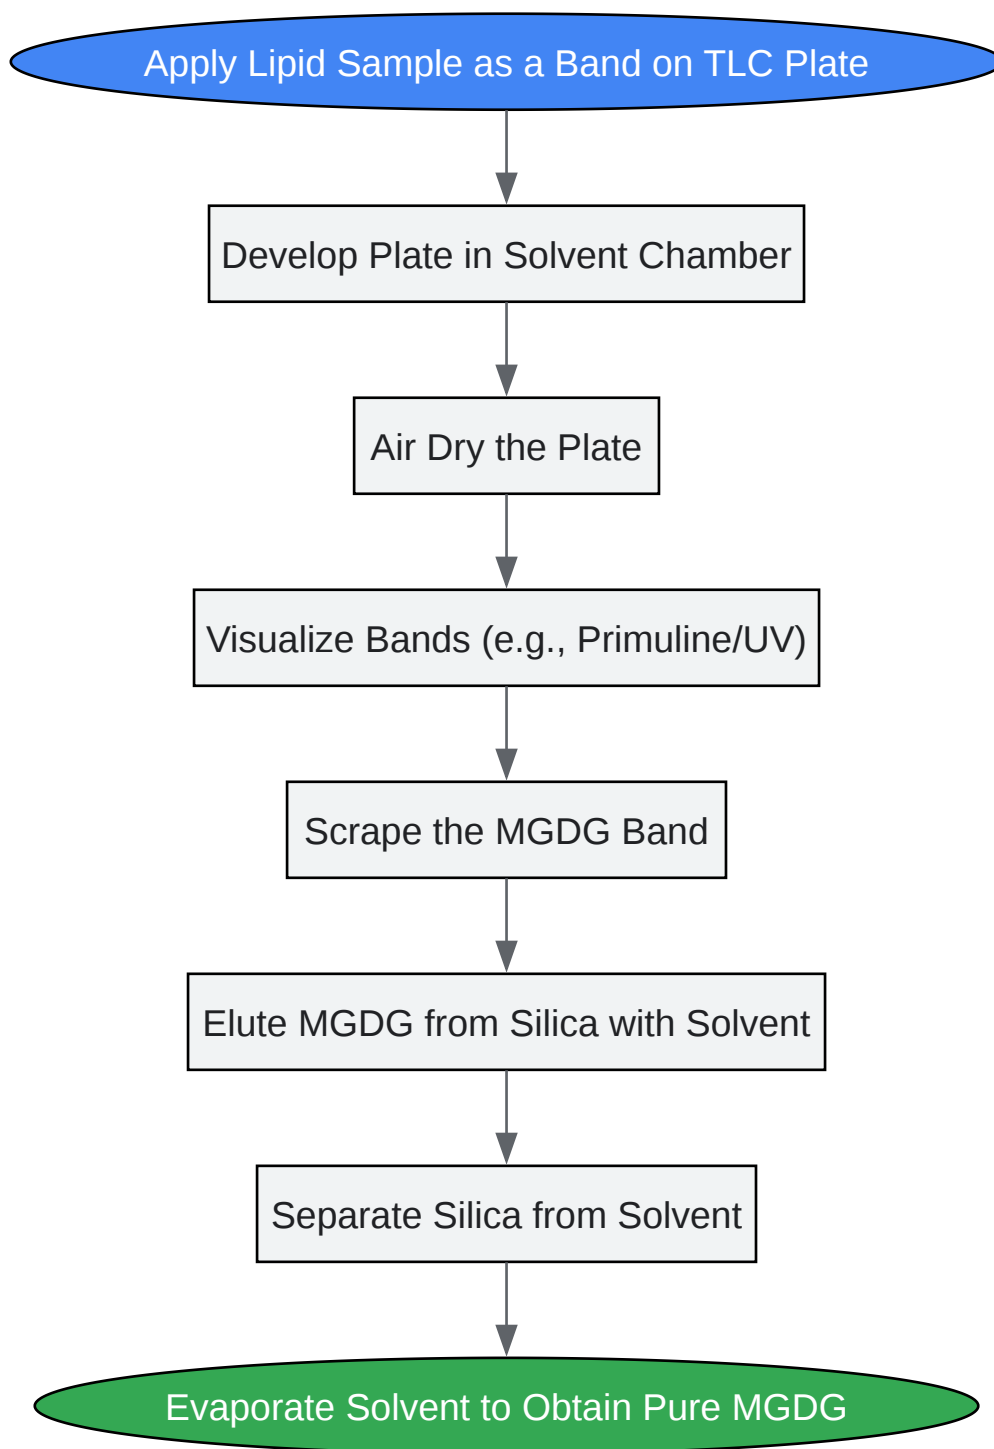 Apply Lipid Sample as a Band on TLC Plate
Develop Plate in Solvent Chamber
Air Dry the Plate
Visualize Bands (e.g., Primuline/UV)
Scrape the MGDG Band
Elute MGDG from Silica with Solvent
Separate Silica from Solvent
Evaporate Solvent to Obtain Pure MGDG